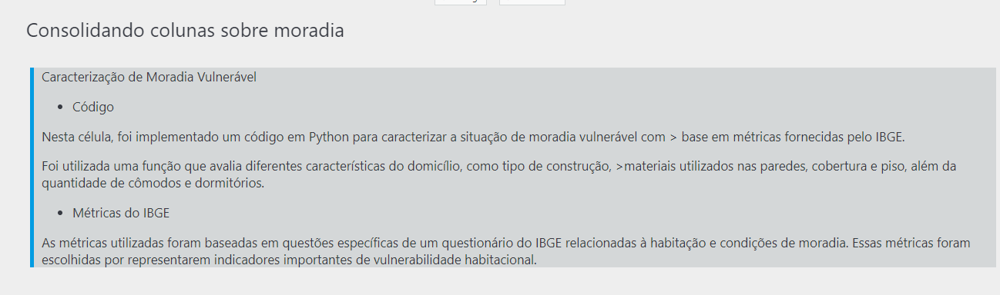 Consolidando colunas sobre moradia
Caracterização de Moradia Vulnerável
• Código
Nesta célula, foi implementado um código em Python para caracterizar a situação de moradia vulnerável com > base em métricas fornecidas pelo IBGE.
Foi utilizada uma função que avalia diferentes características do domicílio, como tipo de construção, >materiais utilizados nas paredes, cobertura e piso, além da
quantidade de cômodos e dormitórios.
• Métricas do IBGE
As métricas utilizadas foram baseadas em questões específicas de um questionário do IBGE relacionadas à habitação e condições de moradia. Essas métricas foram
escolhidas por representarem indicadores importantes de vulnerabilidade habitacional.